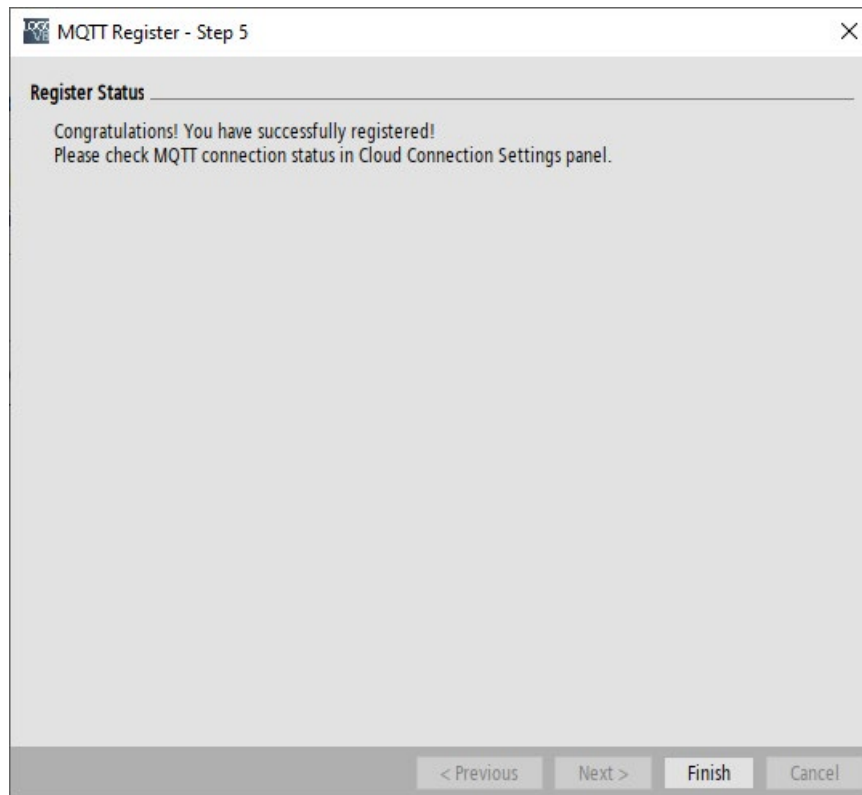 MQTT Register - Step 5
Register Status
Congratulations! You have successfully registered!
Please check MQTT connection status in Cloud Connection Settings panel.
< Previous
Next >
Finish
Cancel